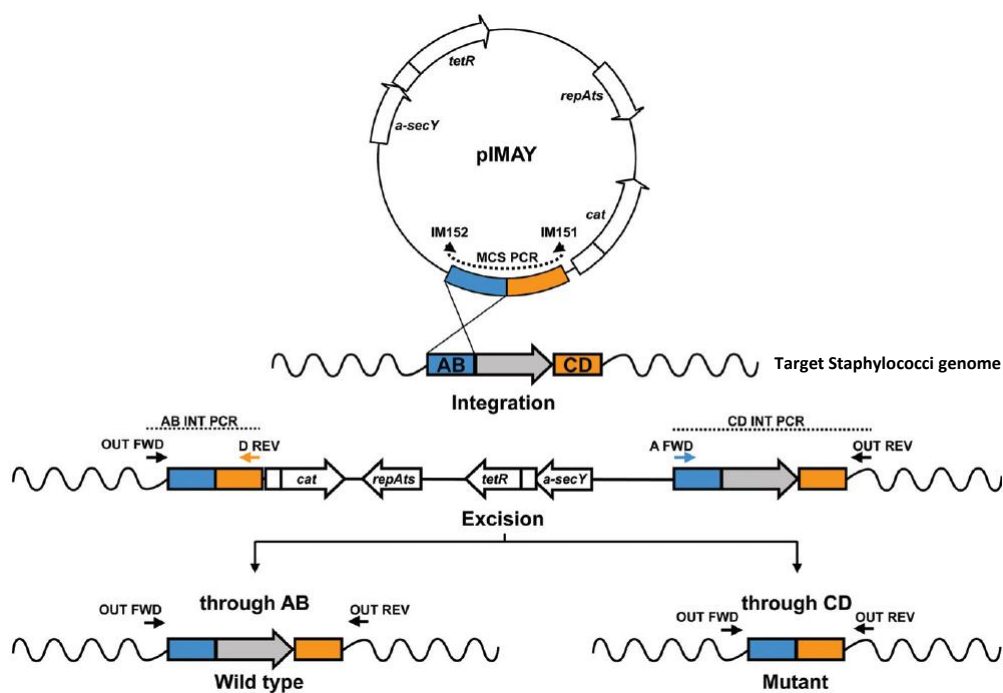 tetR
repAts
a-secY
pIMAY
cat
IM152 IM151
MCS PCR
AB CD Target Staphylococci genome
Integration
AB INT PCR CD INT PCR
OUT FWD D REV A FWD OUT REV
cat repAts tetR a-secY
Excision
through AB through CD
OUT FWD OUT REV OUT FWD OUT REV
Wild type Mutant